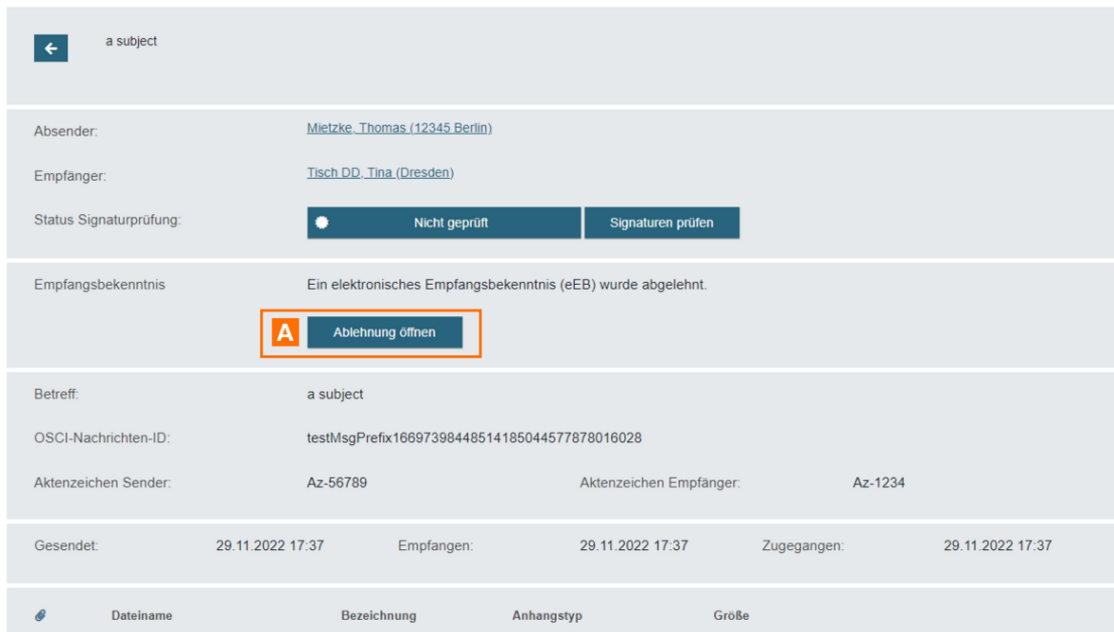 a subject
Absender: Mietzke, Thomas (12345 Berlin)
Empfänger: Tisch DD, Tina (Dresden)
Status Signaturprüfung: Nicht geprüft Signaturen prüfen
Empfangsbekenntnis Ein elektronisches Empfangsbekenntnis (eEB) wurde abgelehnt.
A Ablehnung öffnen
Betreff: a subject
OSCI-Nachrichten-ID: testMsgPrefix16697398448514185044577878016028
Aktenzeichen Sender: Az-56789 Aktenzeichen Empfänger: Az-1234
Gesendet: 29.11.2022 17:37 Empfangen: 29.11.2022 17:37 Zugegangen: 29.11.2022 17:37
Dateiname Bezeichnung Anhangstyp Größe